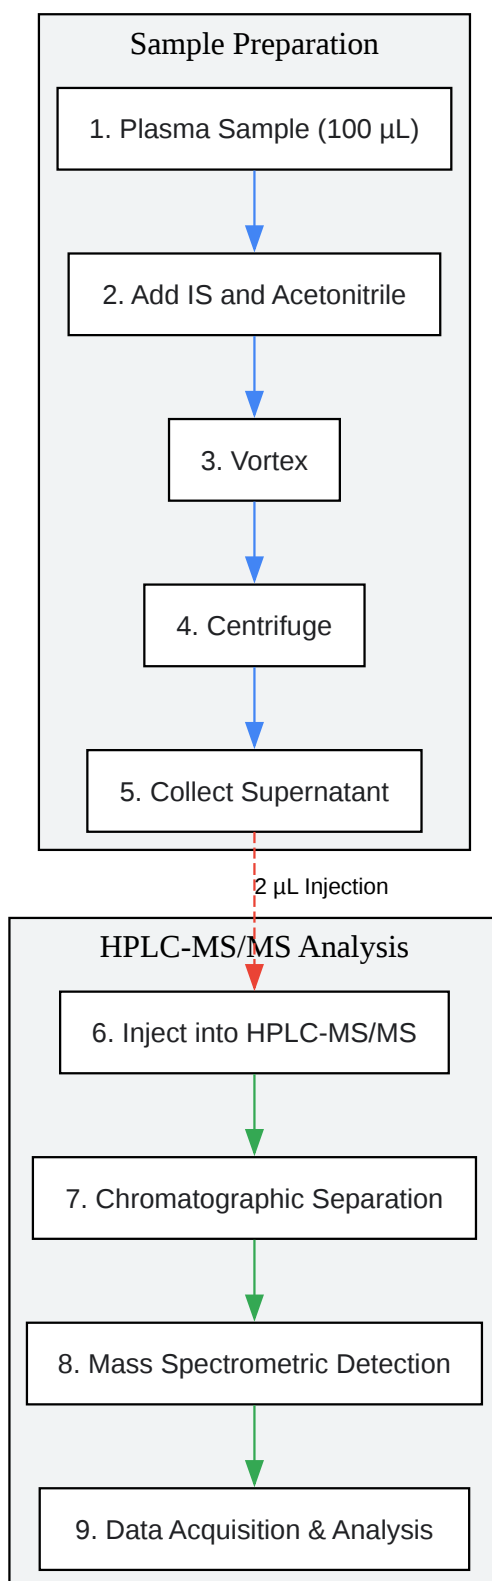 Sample Preparation
1. Plasma Sample (100 µL)
2. Add IS and Acetonitrile
3. Vortex
4. Centrifuge
5. Collect Supernatant
2 µL Injection
HPLC-MS/MS Analysis
6. Inject into HPLC-MS/MS
7. Chromatographic Separation
8. Mass Spectrometric Detection
9. Data Acquisition & Analysis